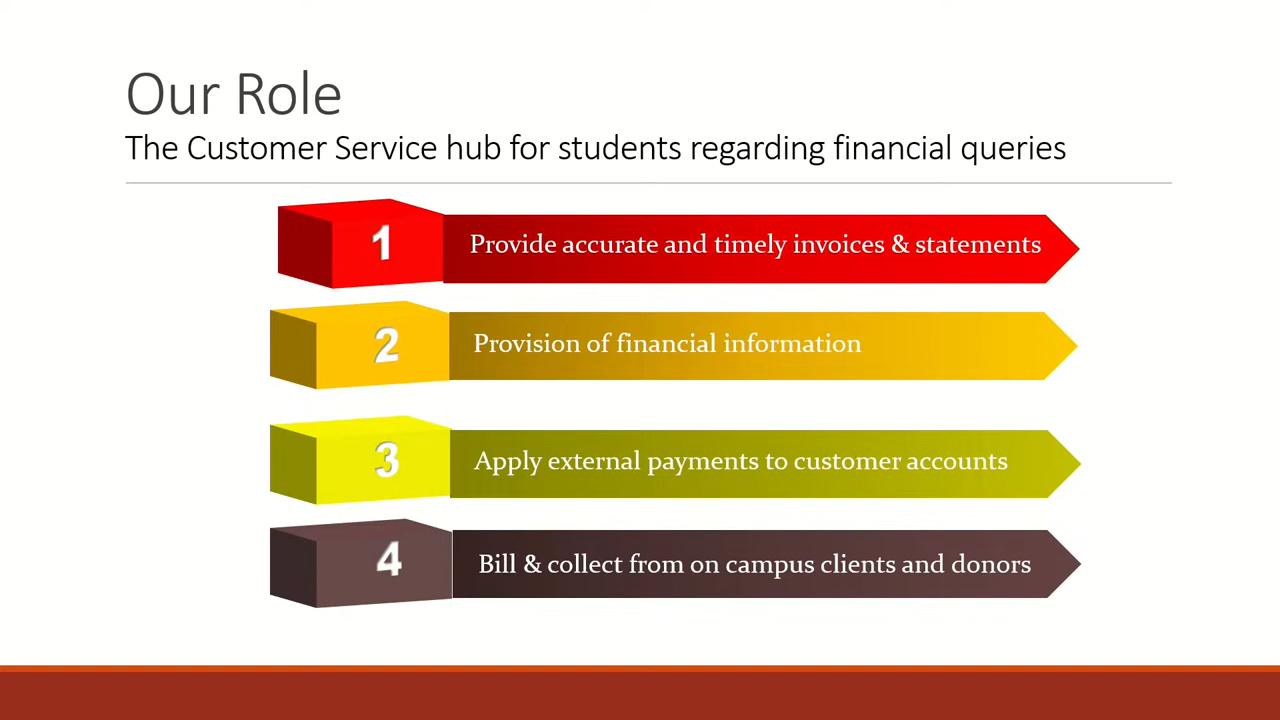 Our Role
The Customer Service hub for students regarding financial queries
1
Provide accurate and timely invoices & statements
2
Provision of financial information
3
Apply external payments to customer accounts
4
Bill & collect from on campus clients and donors